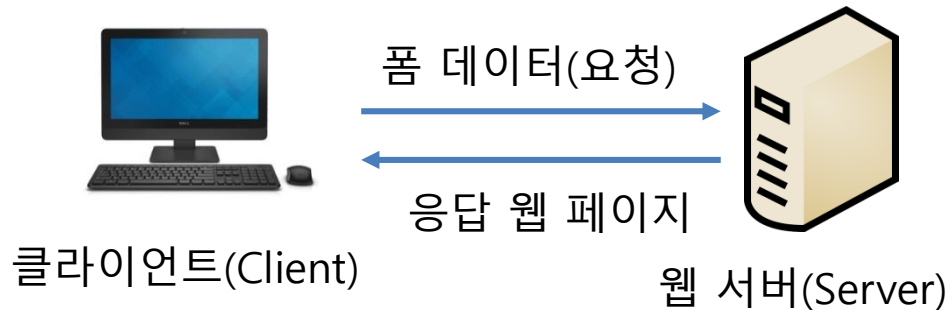 폼 데이터(요청)
응답 웹 페이지
클라이언트(Client)
웹 서버(Server)